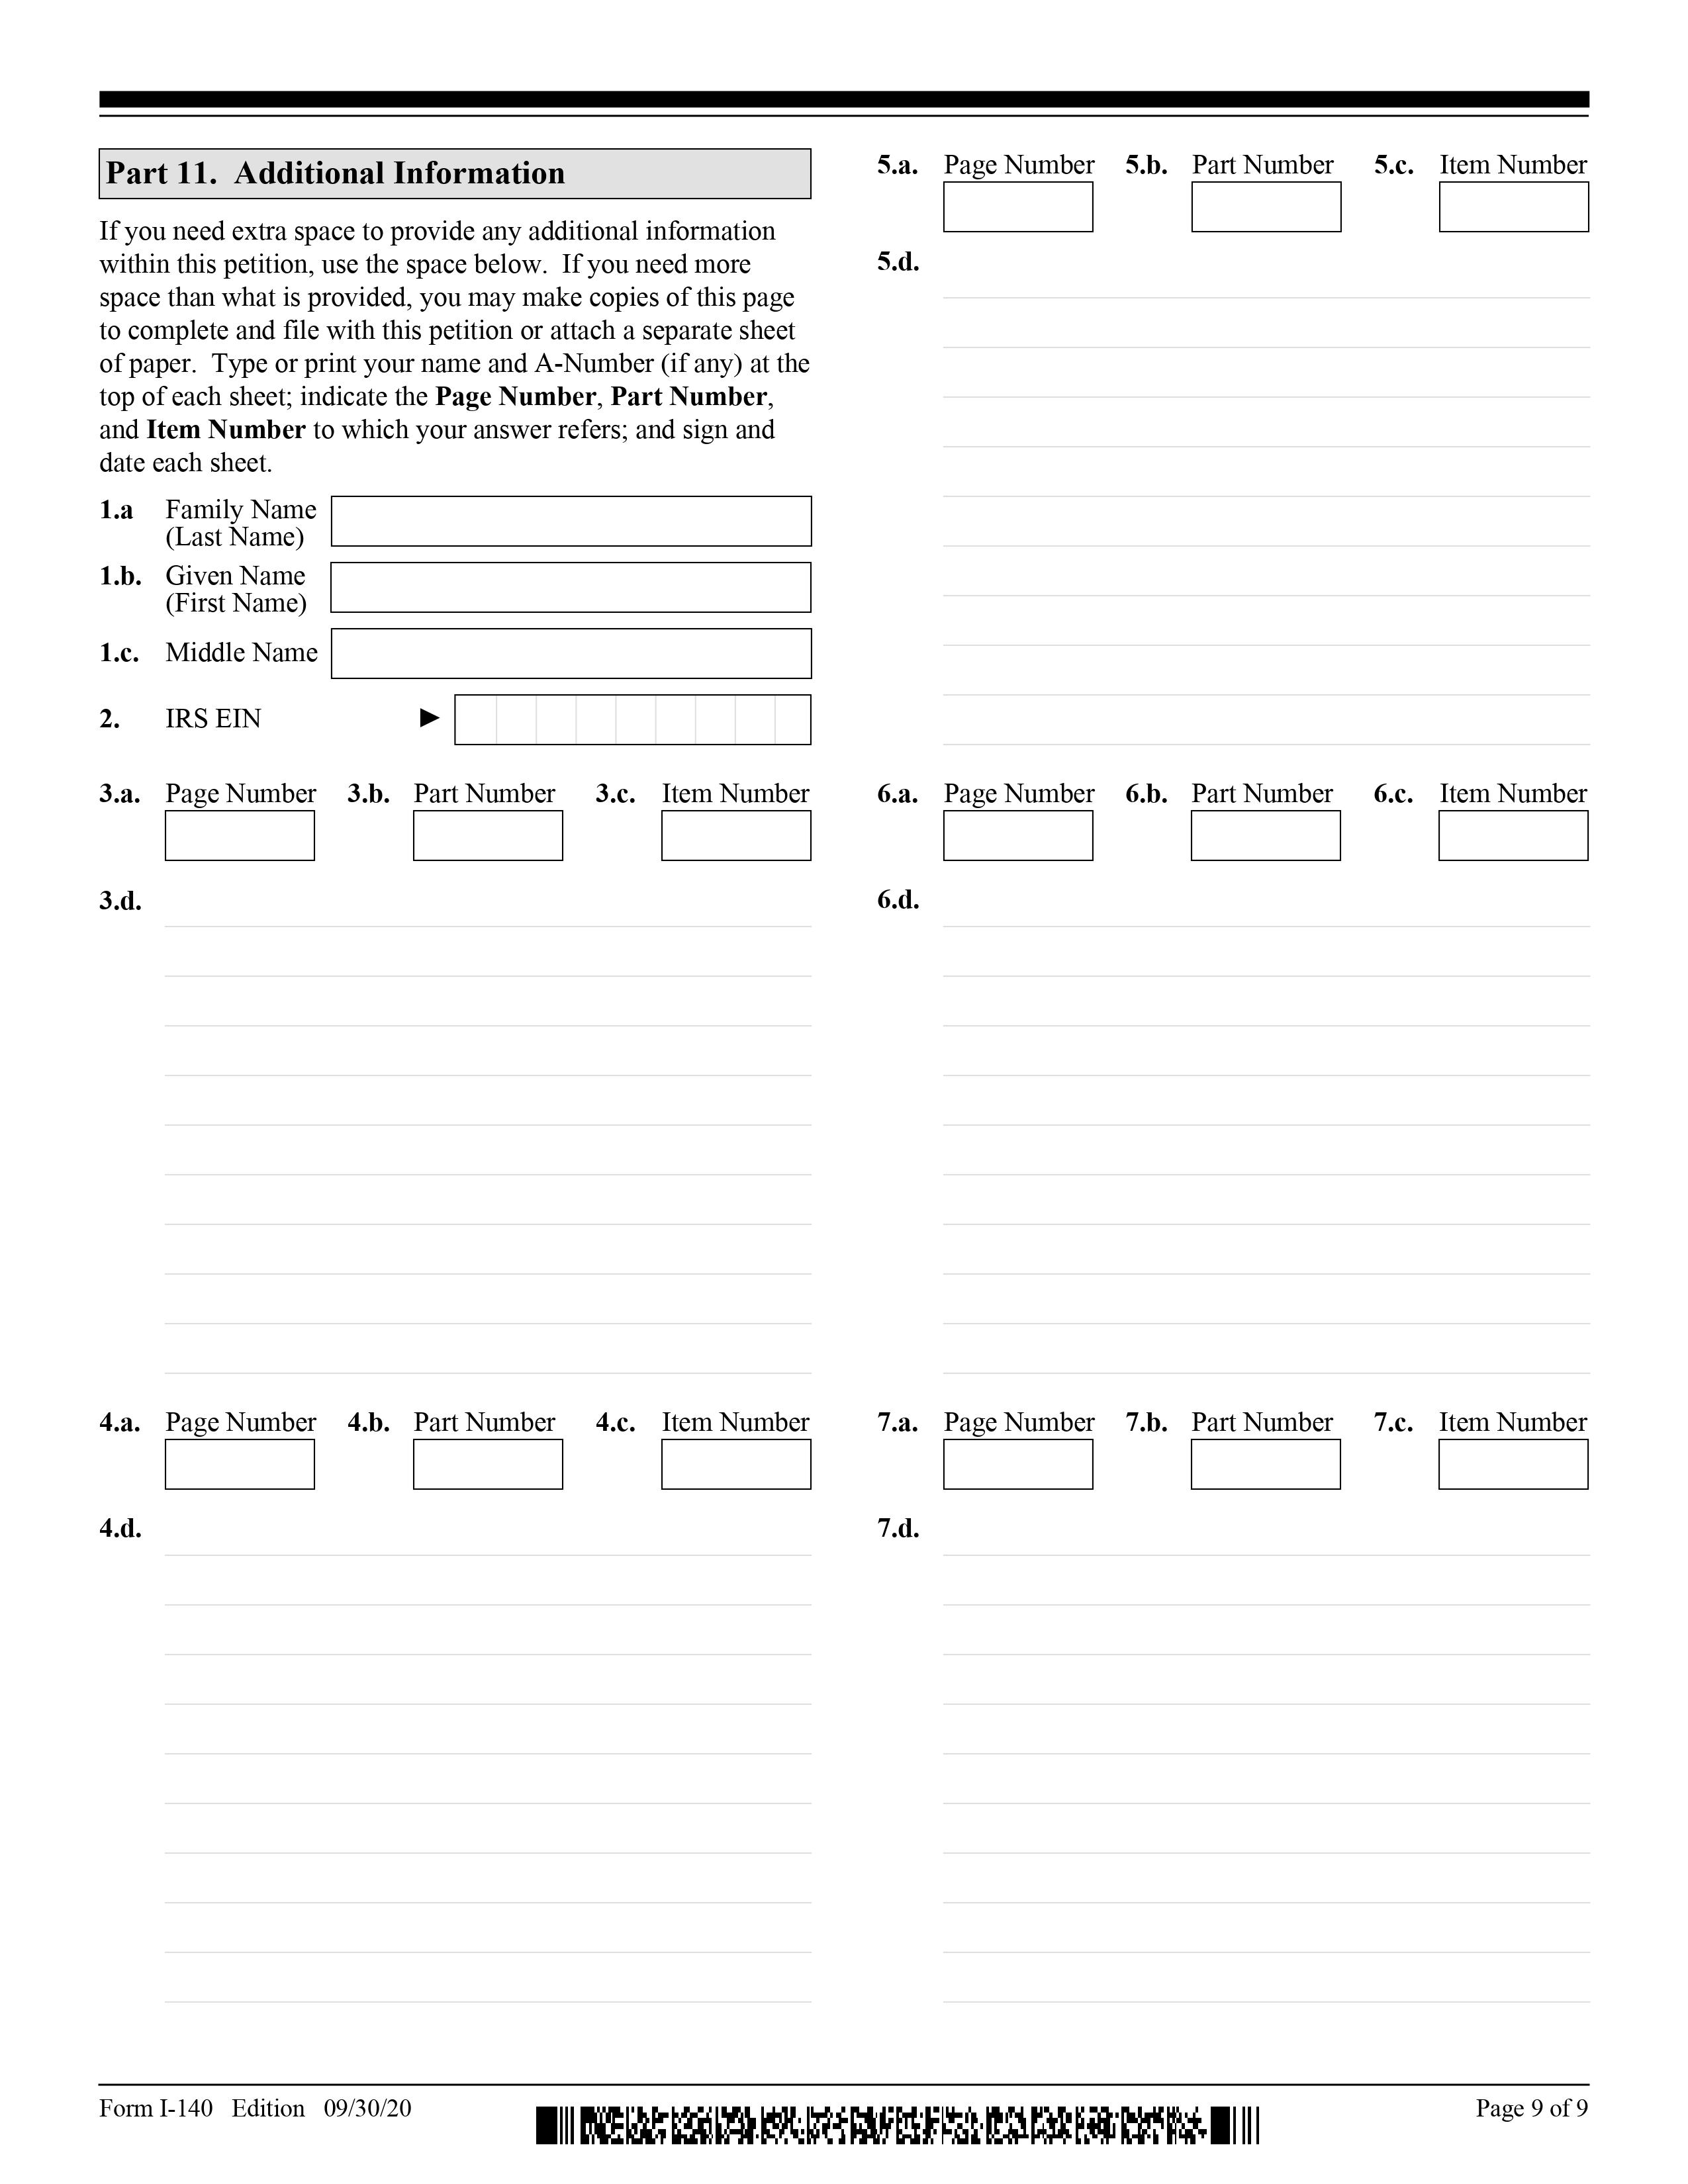 Part 11.  Additional Information
If you need extra space to provide any additional information
within this petition, use the space below.  If you need more
space than what is provided, you may make copies of this page
to complete and file with this petition or attach a separate sheet
of paper.  Type or print your name and A-Number (if any) at the
top of each sheet; indicate the Page Number, Part Number,
and Item Number to which your answer refers; and sign and
date each sheet.
1.a Family Name
(Last Name)
1.b. Given Name
(First Name)
1.c. Middle Name
2. IRS EIN ►
3.a. Page Number 3.b. Part Number 3.c. Item Number
3.d.
4.a. Page Number 4.b. Part Number 4.c. Item Number
4.d.
5.a. Page Number 5.b. Part Number 5.c. Item Number
5.d.
6.a. Page Number 6.b. Part Number 6.c. Item Number
6.d.
7.a. Page Number 7.b. Part Number 7.c. Item Number
7.d.
Form I-140   Edition   09/30/20 Page 9 of 9